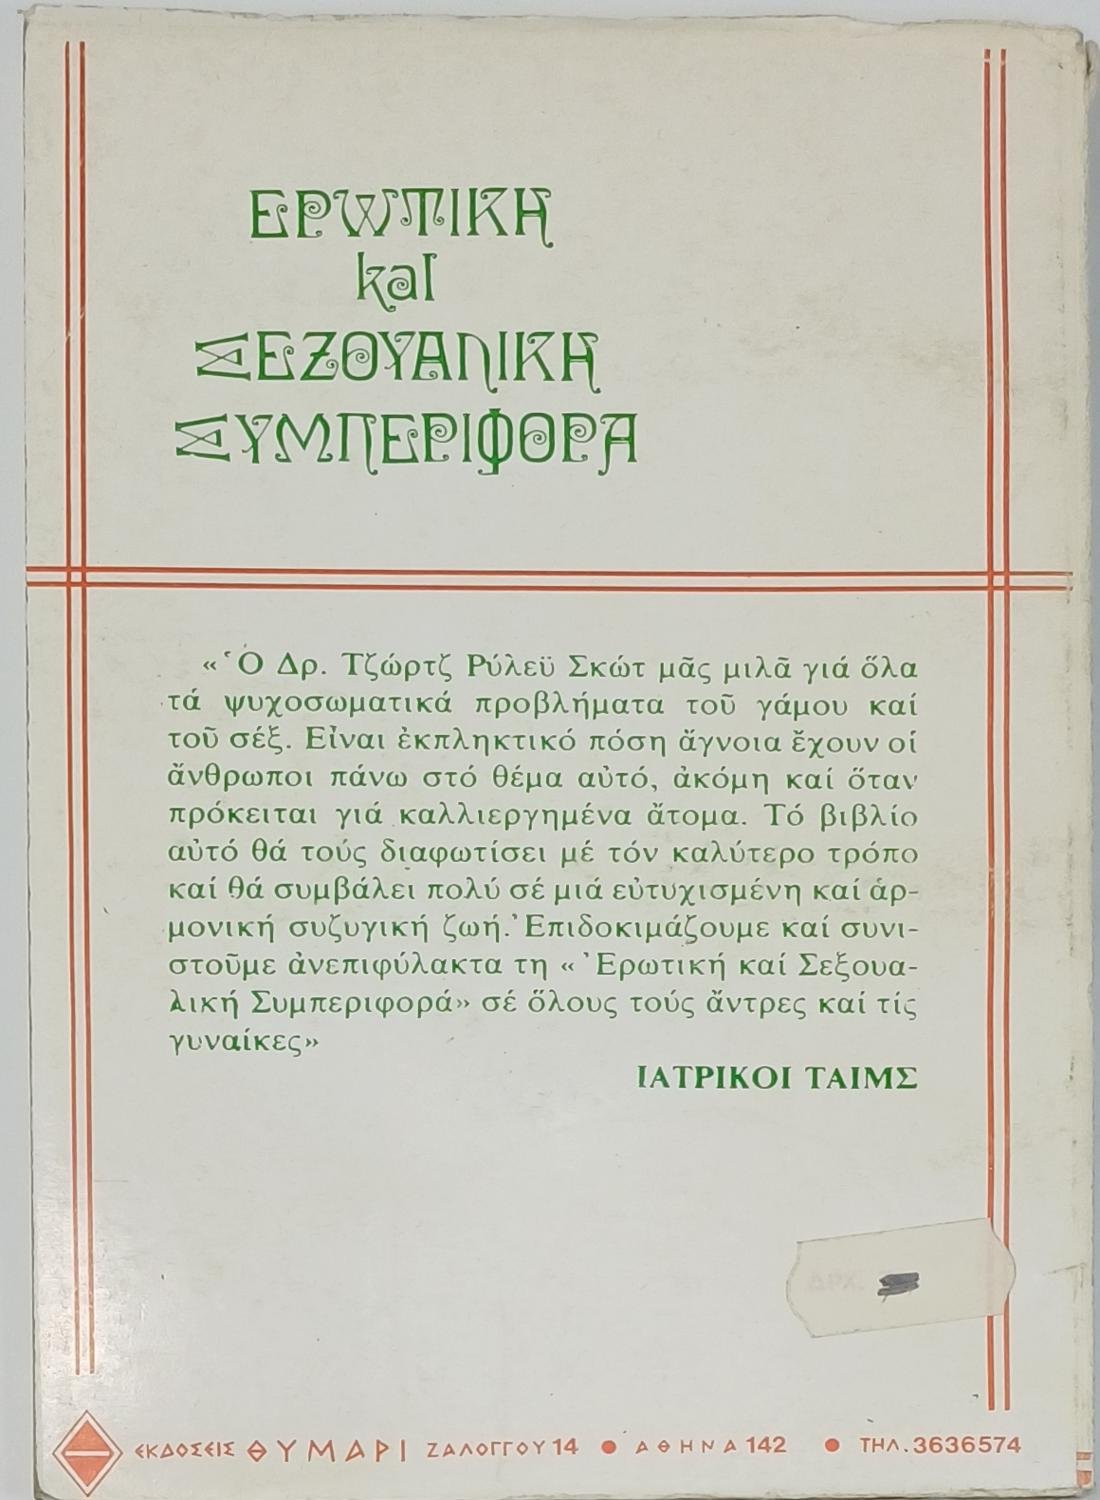 ΕΡΩΤΙΚΗ
και
ΣΕΞΟΥΑΛΙΚΗ
ΣΥΜΠΕΡΙΦΟΡΑ
«Ὁ Δρ. Τζώρτζ Ρύλεϋ Σκώτ μᾶς μιλᾶ γιά ὅλα
τά ψυχοσωματικά προβλήματα τοῦ γάμου καί
τοῦ σέξ. Εἶναι ἐκπληκτικό πόση ἄγνοια ἔχουν οἱ
ἄνθρωποι πάνω στό θέμα αὐτό, ἀκόμη καί ὅταν
πρόκειται γιά καλλιεργημένα ἄτομα. Τό βιβλίο
αὐτό θά τούς διαφωτίσει μέ τόν καλύτερο τρόπο
καί θά συμβάλει πολύ σέ μιά εὐτυχισμένη καί ἁρ-
μονική συζυγική ζωή. Ἐπιδοκιμάζουμε καί συνι-
στοῦμε ἀνεπιφύλακτα τη « Ἐρωτική καί Σεξουα-
λική Συμπεριφορά» σέ ὅλους τούς ἄντρες καί τίς
γυναίκες»
ΙΑΤΡΙΚΟΙ ΤΑΙΜΣ
ΔΡΧ.
ΕΚΔΟΣΕΙΣ ΘΥΜΑΡΙ ΖΑΛΟΓΓΟΥ 14 ● ΑΘΗΝΑ 142 ● ΤΗΛ. 3636574